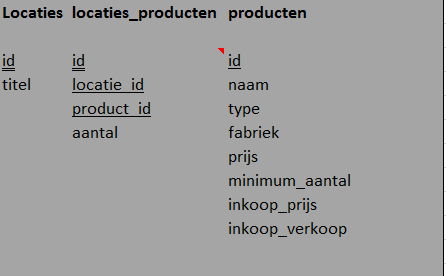 Locaties locaties_producten producten
id id id
titel locatie_id naam
product_id type
aantal fabriek
prijs
minimum_aantal
inkoop_prijs
inkoop_verkoop